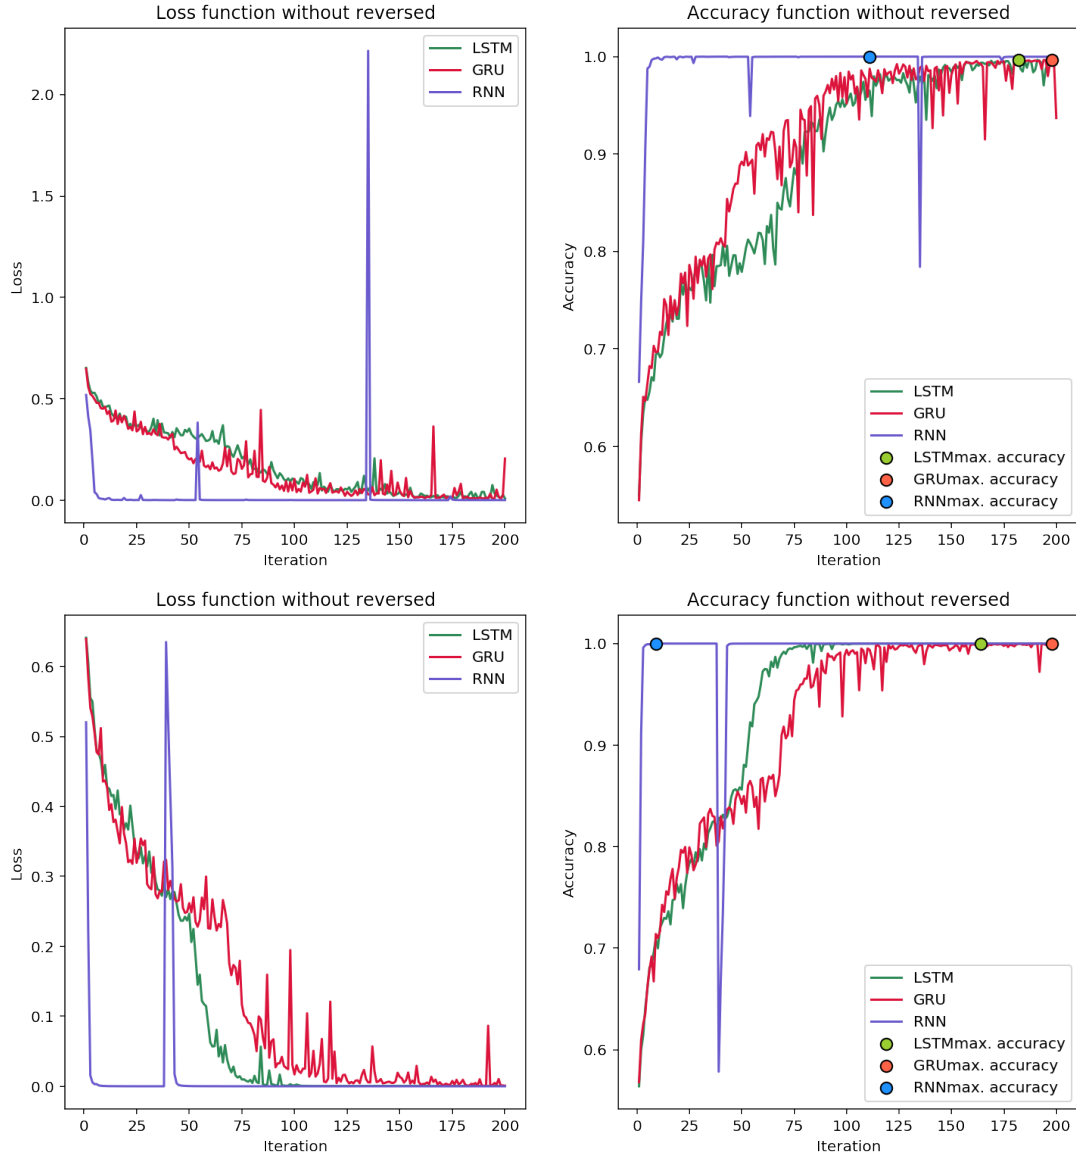 Loss function without reversed
LSTM
GRU
RNN
2.0
1.5
1.0
0.5
0.0
Loss
0 25 50 75 100 125 150 175 200
Iteration
Accuracy function without reversed
1.0
0.9
0.8
0.7
0.6
Accuracy
LSTM
GRU
RNN
LSTMmax. accuracy
GRUmax. accuracy
RNNmax. accuracy
0 25 50 75 100 125 150 175 200
Iteration
Loss function without reversed
LSTM
GRU
RNN
0.6
0.5
0.4
0.3
0.2
0.1
0.0
Loss
0 25 50 75 100 125 150 175 200
Iteration
Accuracy function without reversed
1.0
0.9
0.8
0.7
0.6
Accuracy
LSTM
GRU
RNN
LSTMmax. accuracy
GRUmax. accuracy
RNNmax. accuracy
0 25 50 75 100 125 150 175 200
Iteration